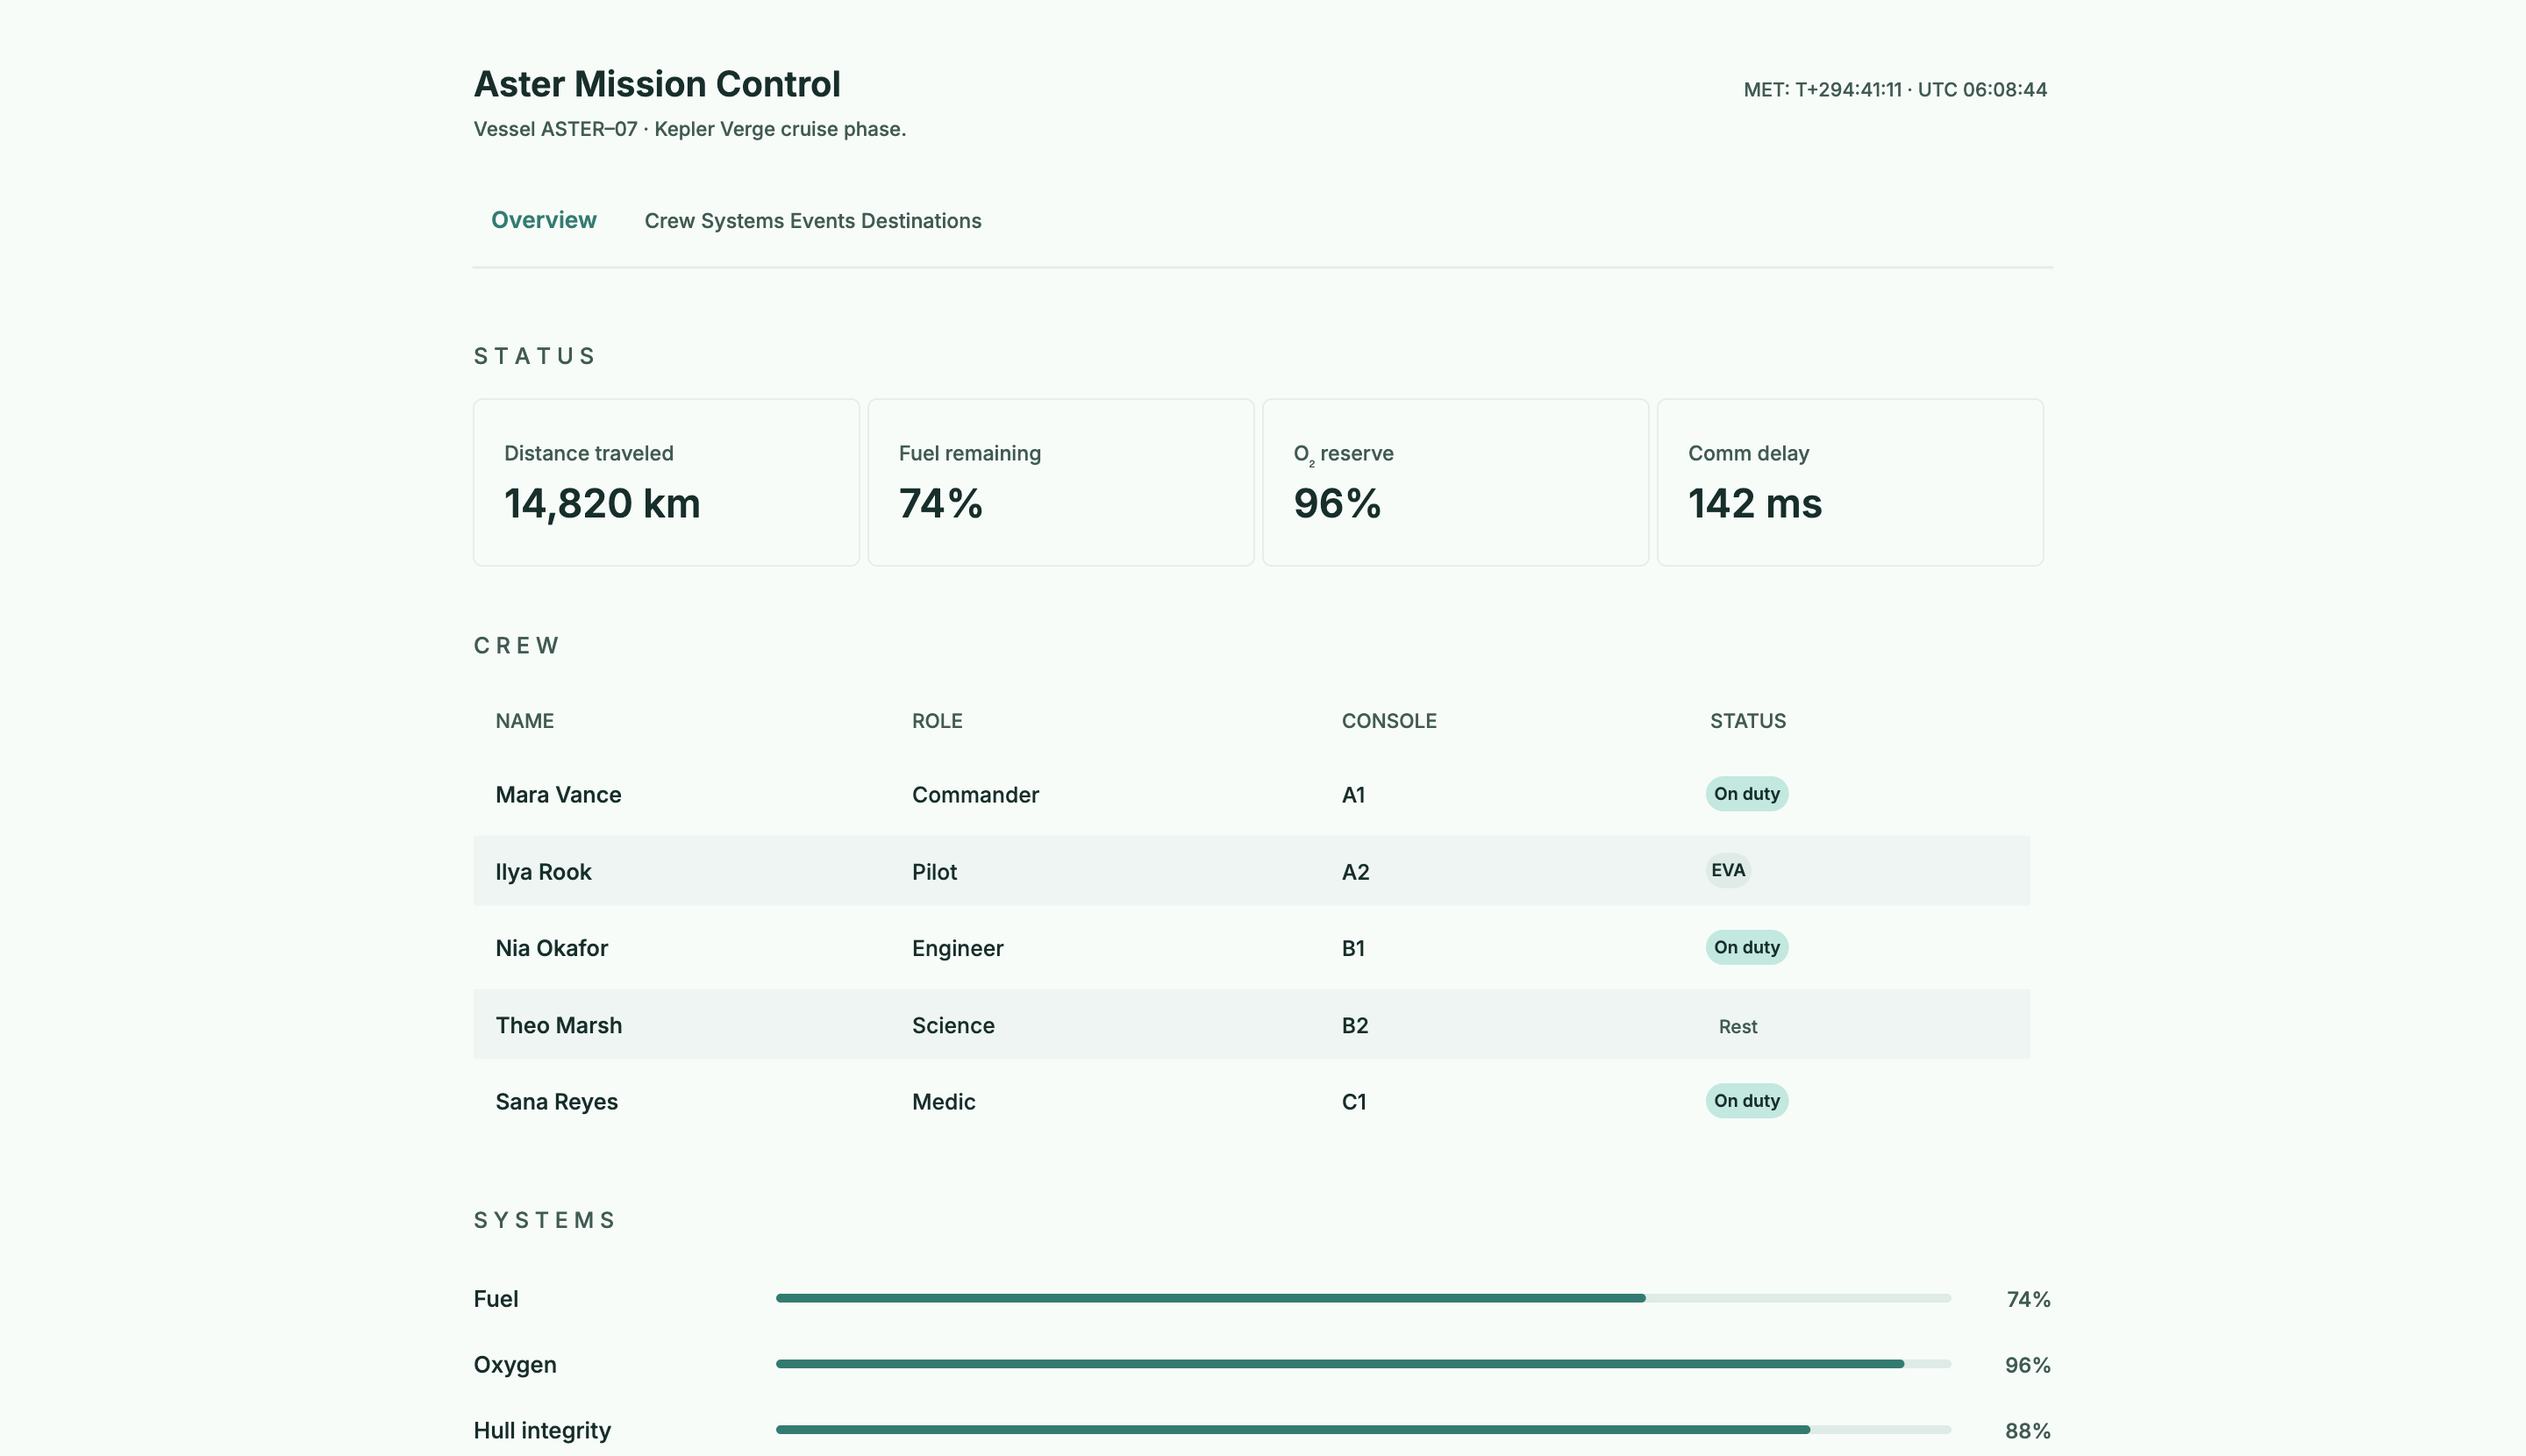 Aster Mission Control
MET: T+294:41:11 · UTC 06:08:44
Vessel ASTER–07 · Kepler Verge cruise phase.
Overview Crew Systems Events Destinations
STATUS
Distance traveled Fuel remaining O₂ reserve Comm delay
14,820 km 74% 96% 142 ms
CREW
NAME ROLE CONSOLE STATUS
Mara Vance Commander A1 On duty
Ilya Rook Pilot A2 EVA
Nia Okafor Engineer B1 On duty
Theo Marsh Science B2 Rest
Sana Reyes Medic C1 On duty
SYSTEMS
Fuel 74%
Oxygen 96%
Hull integrity 88%